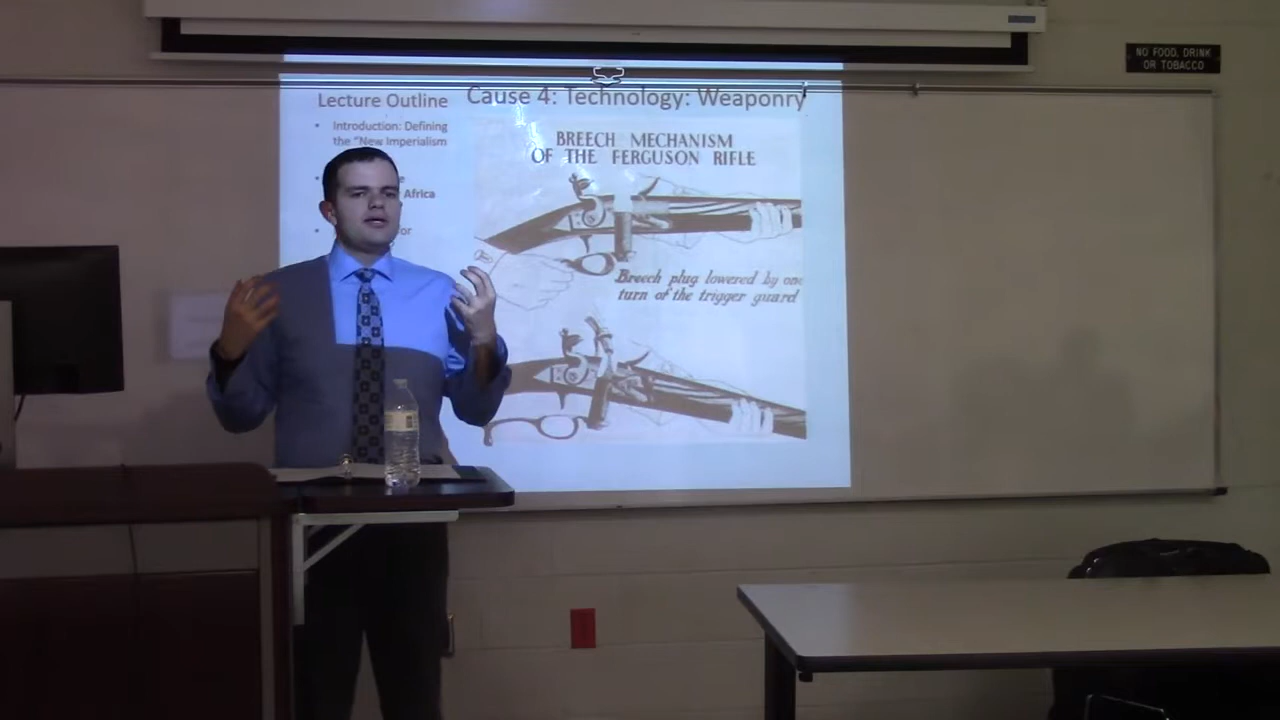 NO FOOD, DRINK
OR TOBACCO
Lecture Outline
• Introduction: Defining
the "New Imperialism
Africa
Cause 4: Technology: Weaponry
BREECH MECHANISM
OF THE FERGUSON RIFLE
Breech plug lowered by one
turn of the trigger guard